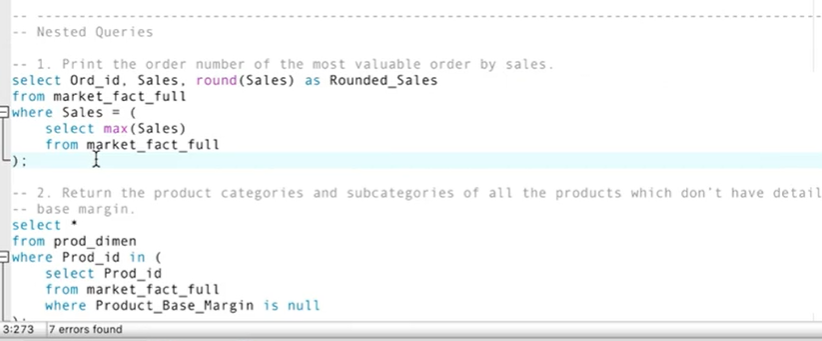 -- Nested Queries
-- 1. Print the order number of the most valuable order by sales.
select Ord_id, Sales, round(Sales) as Rounded_Sales
from market_fact_full
where Sales = (
select max(Sales)
from market_fact_full
);
-- 2. Return the product categories and subcategories of all the products which don't have detail
-- base margin.
select *
from prod_dimen
where Prod_id in (
select Prod_id
from market_fact_full
where Product_Base_Margin is null
);
3:273 7 errors found